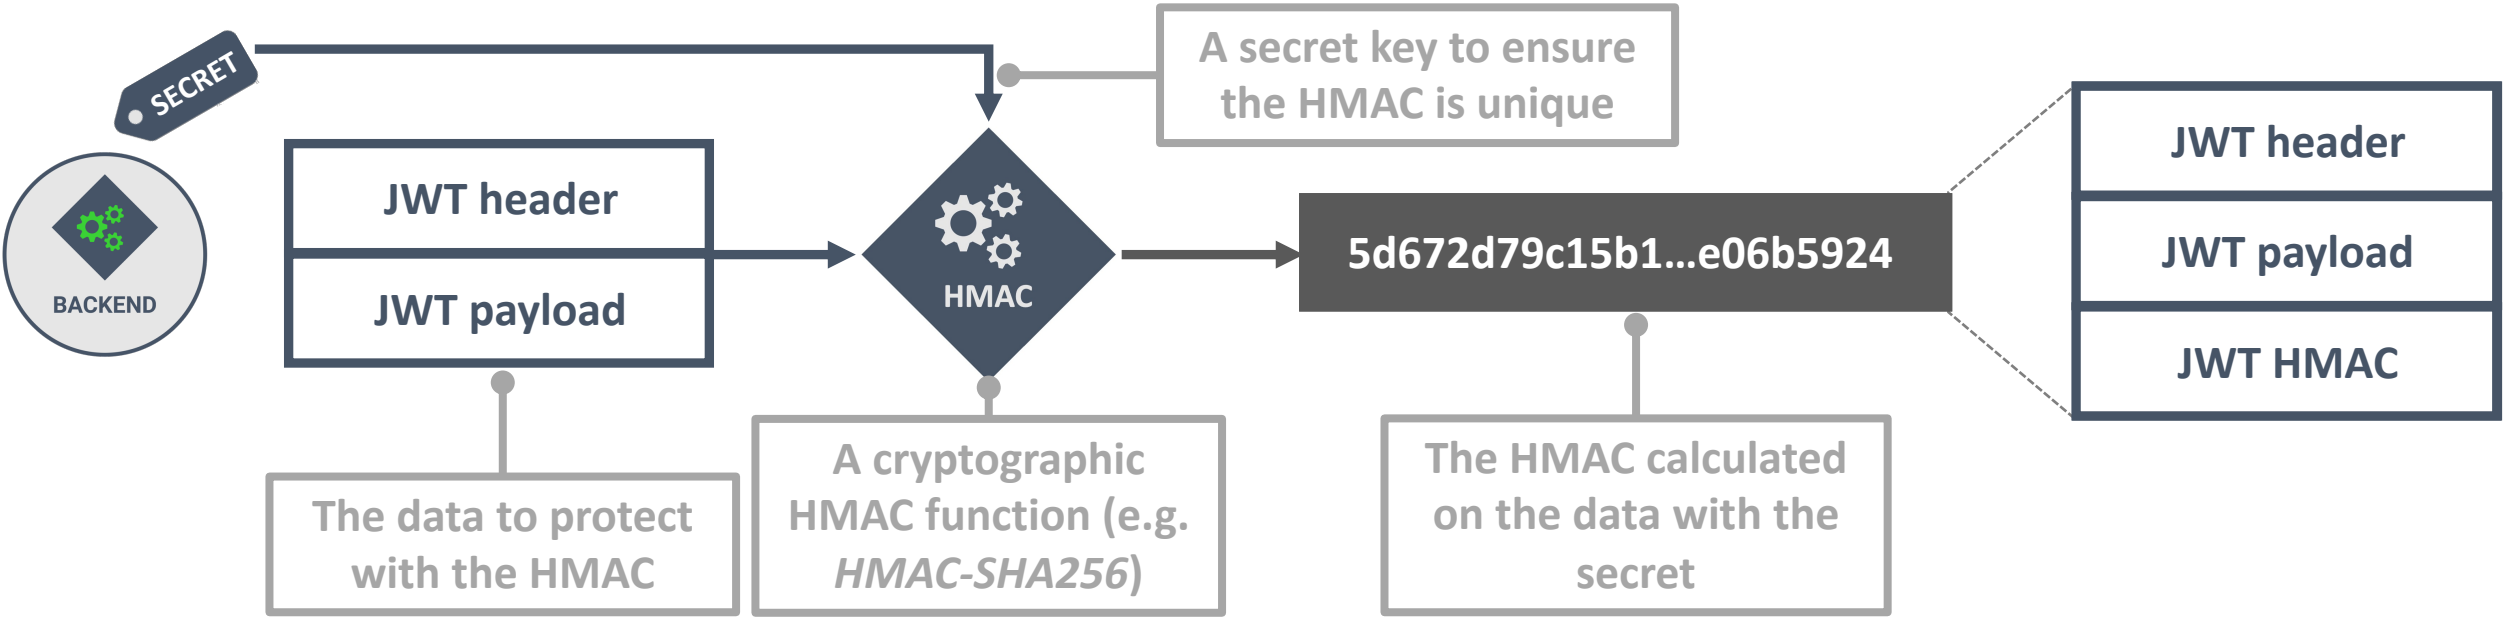 SECRET
A secret key to ensure
the HMAC is unique
JWT header
JWT payload
BACKEND
HMAC
5d672d79c15b1...e06b5924
JWT header
JWT payload
JWT HMAC
The data to protect
with the HMAC
A cryptographic
HMAC function (e.g.
HMAC-SHA256)
The HMAC calculated
on the data with the
secret